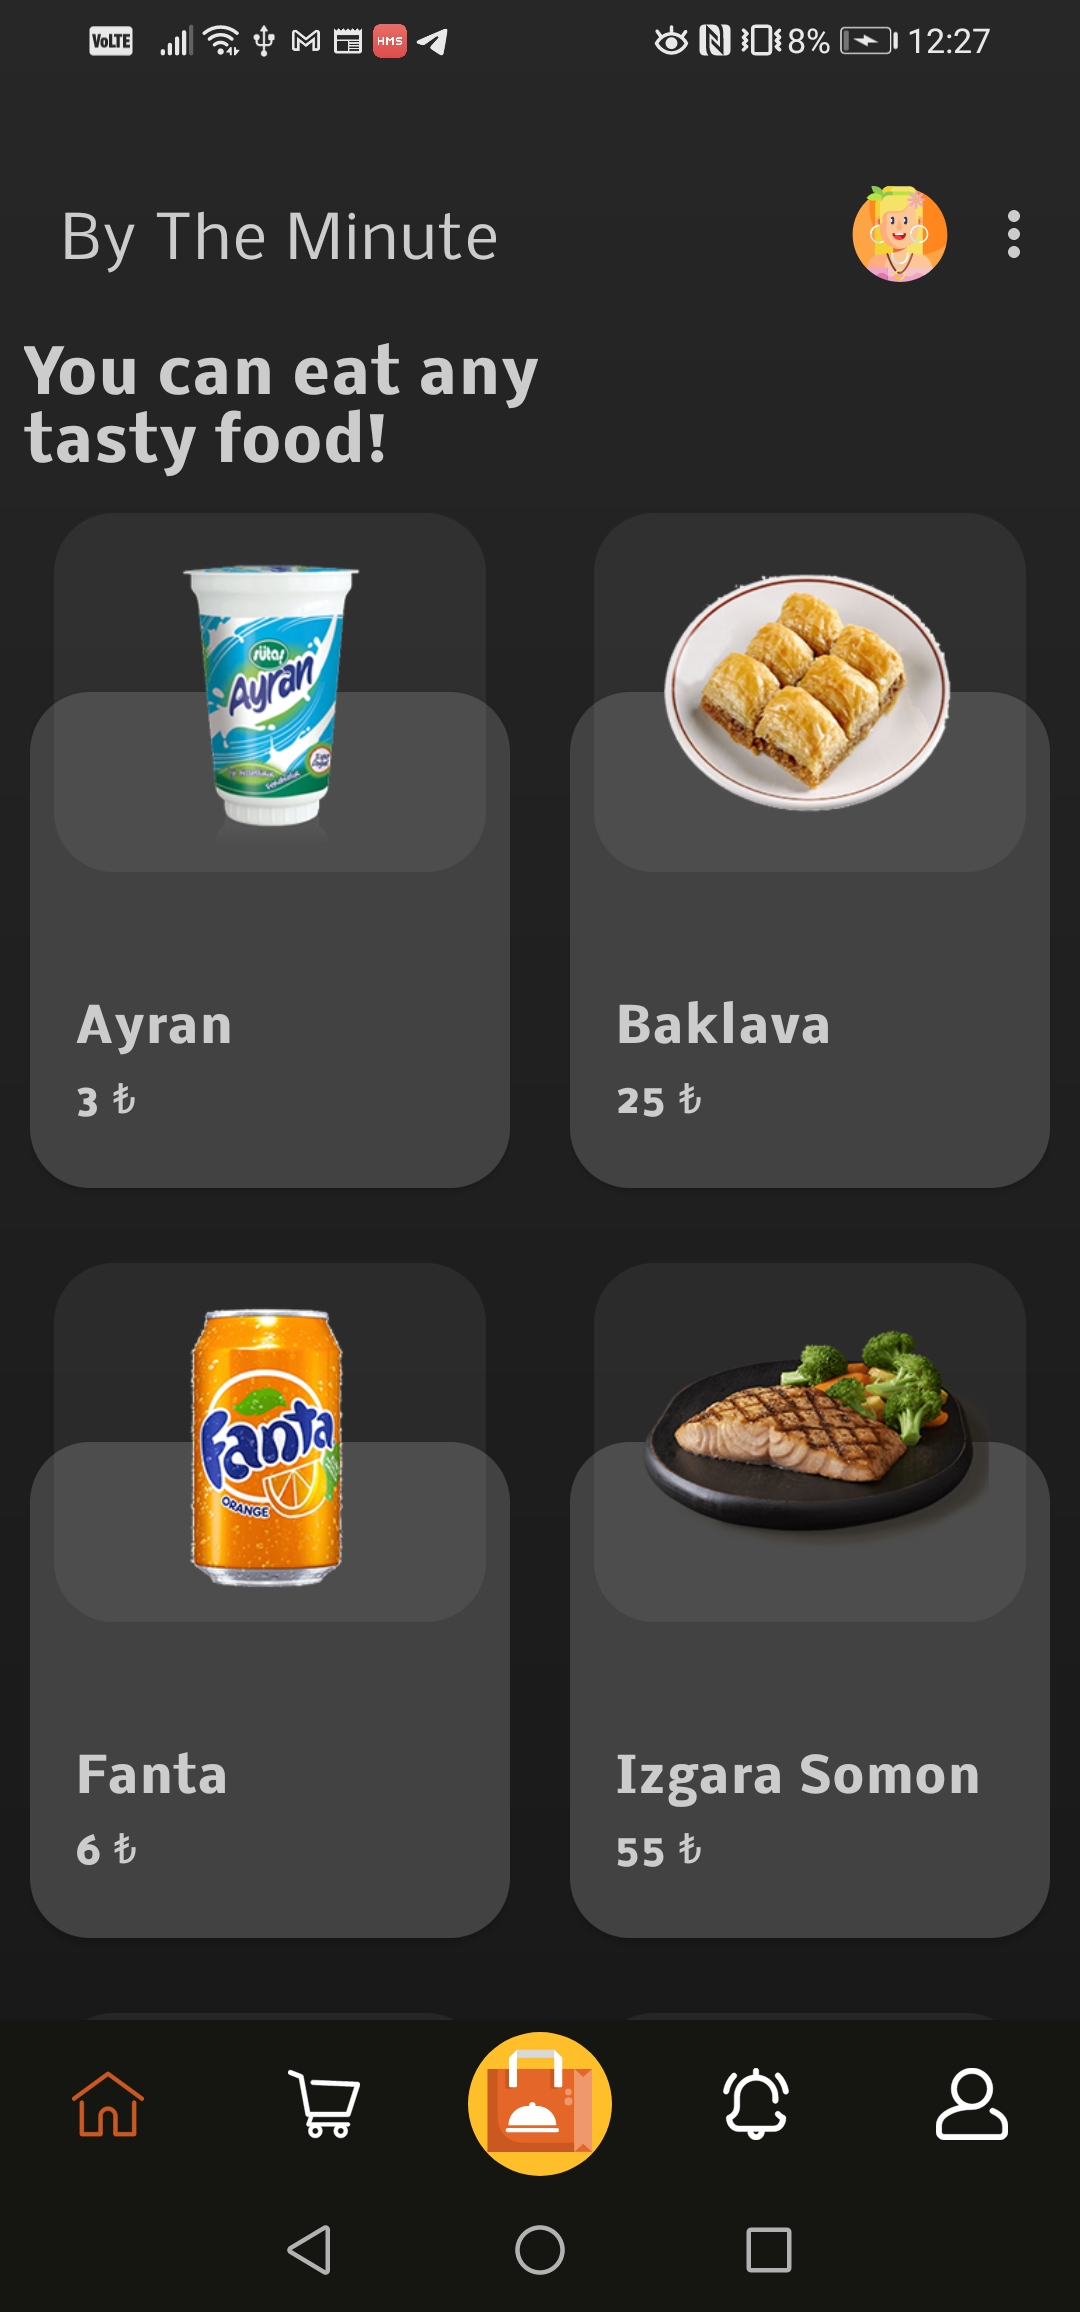 VoLTE HMS 8% 12:27
By The Minute
You can eat any
tasty food!
sütaş
Ayran
Ayran
3 ₺
Baklava
25 ₺
Fanta
ORANGE
Fanta
6 ₺
Izgara Somon
55 ₺